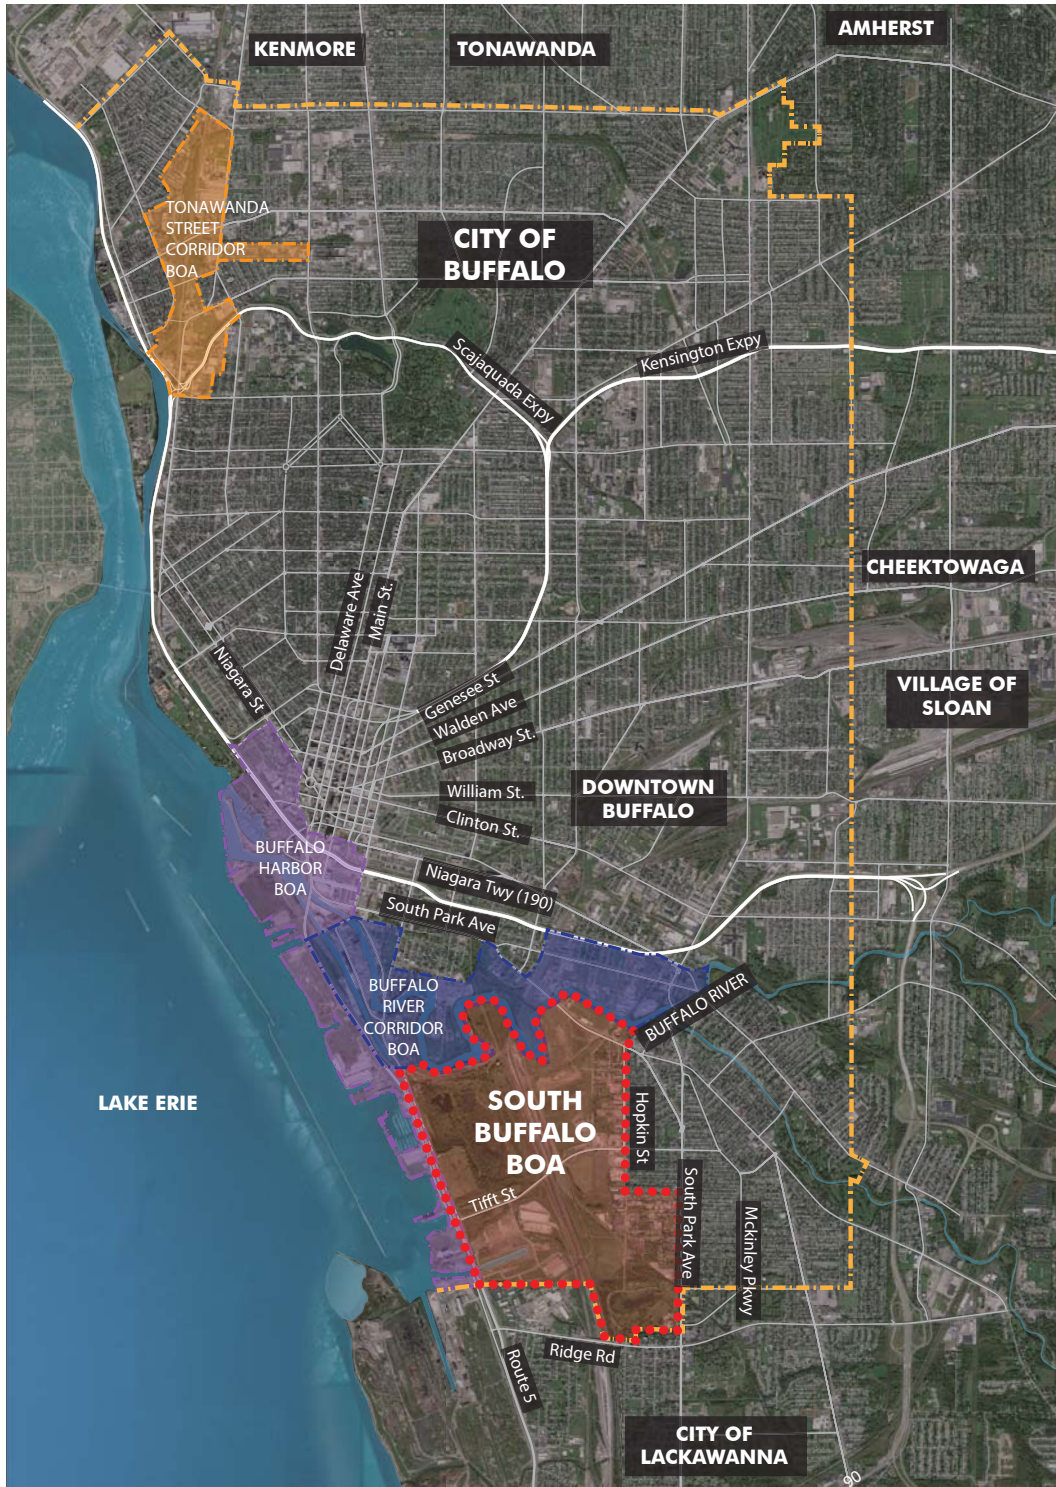 AMHERST
KENMORE
TONAWANDA
TONAWANDA
STREET
CORRIDOR
BOA
CITY OF
BUFFALO
Scajaquada Expy
Kensington Expy
CHEEKTOWAGA
Delaware Ave
Main St.
Niagara St
Genesee St
Walden Ave
Broadway St.
VILLAGE OF
SLOAN
William St.
DOWNTOWN
BUFFALO
Clinton St.
BUFFALO
HARBOR
BOA
Niagara Twy (190)
South Park Ave
BUFFALO
RIVER
CORRIDOR
BOA
BUFFALO RIVER
LAKE ERIE
SOUTH
BUFFALO
BOA
Hopkin St
Tifft St
South Park Ave
Mckinley Pkwy
Ridge Rd
Route 5
CITY OF
LACKAWANNA
90